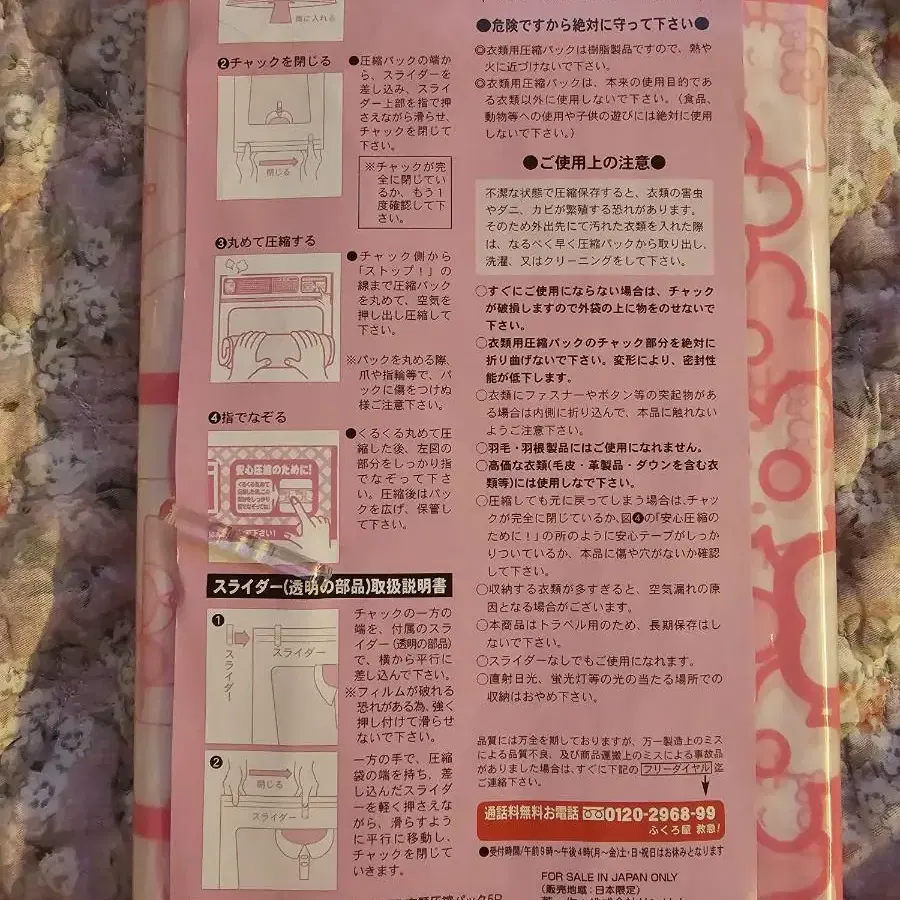 奥に入れる
❷チャックを閉じる
●圧縮パックの端か
ら、スライダーを
差し込み、スライ
ダー上部を指で押
さえながら滑らせ、
チャックを閉じて
下さい。
閉じる
※チャックが完
全に閉じてい
るか、もう1
度確認して下
さい。
❸丸めて圧縮する
●チャック側から
「ストップ！」の
線まで圧縮パック
を丸めて、空気を
押し出し圧縮して
下さい。
※パックを丸める際、
爪や指輪等で、パ
ックに傷をつけぬ
様ご注意下さい。
❹指でなぞる
安心圧縮のために!
下さい!
●くるくる丸めて圧
縮した後、左図の
部分をしっかり指
でなぞって下さ
い。圧縮後はパッ
クを広げ、保管し
て下さい。
スライダー(透明の部品)取扱説明書
❶
スライダー
スライダー
チャックの一方の
端を、付属のスラ
イダー(透明の部品)
で、横から平行に
差し込んで下さい。
※フィルムが破れる
恐れがある為、強く
押し付けて滑らせ
ないで下さい。
❷
閉じる
スライダー
一方の手で、圧縮
袋の端を持ち、差
し込んだスライダ
ーを軽く押さえな
がら、滑らすよう
に平行に移動し、
チャックを閉じて
いきます。
●危険ですから絶対に守って下さい●
◎衣類用圧縮パックは樹脂製品ですので、熱や
火に近づけないで下さい。
◎衣類用圧縮パックは、本来の使用目的であ
る衣類以外に使用しないで下さい。（食品、
動物等への使用や子供の遊びには絶対に使用
しないで下さい。）
●ご使用上の注意●
不潔な状態で圧縮保存すると、衣類の害虫
やダニ、カビが繁殖する恐れがあります。
そのため外出先にて汚れた衣類を入れた際
は、なるべく早く圧縮パックから取り出し、
洗濯、又はクリーニングをして下さい。
○すぐにご使用にならない場合は、チャック
が破損しますので外袋の上に物をのせないで
下さい。
○衣類用圧縮パックのチャック部分を絶対に
折り曲げないで下さい。変形により、密封性
能が低下します。
○衣類にファスナーやボタン等の突起物があ
る場合は内側に折り込んで、本品に触れない
ようご注意下さい。
○羽毛・羽根製品にはご使用になれません。
○高価な衣類(毛皮・革製品・ダウンを含む衣
類等)には使用しなで下さい。
○圧縮しても元に戻ってしまう場合は、チャッ
クが完全に閉じているか、図❹の「安心圧縮の
ために！」の所のように安心テープがしっか
りついているか、本品に傷や穴がないか確認
して下さい。
○収納する衣類が多すぎると、空気漏れの原
因となる場合がございます。
○本商品はトラベル用のため、長期保存はし
ないで下さい。
○スライダーなしでもご使用になれます。
○直射日光、蛍光灯等の光の当たる場所での
収納はおやめ下さい。
品質には万全を期しておりますが、万一製造上のミス
による品質不良、及び商品運搬上のミスによる事故品
がありました場合は、すぐに下記のフリーダイヤル迄
ご連絡下さい。
通話料無料お電話 0120-2968-99
ふくろ屋 救急!
●受付時間/午前9時～午後4時(月～金)土・日・祝日はお休みとなります
FOR SALE IN JAPAN ONLY
(販売地域：日本限定)
衣類圧縮パック5P